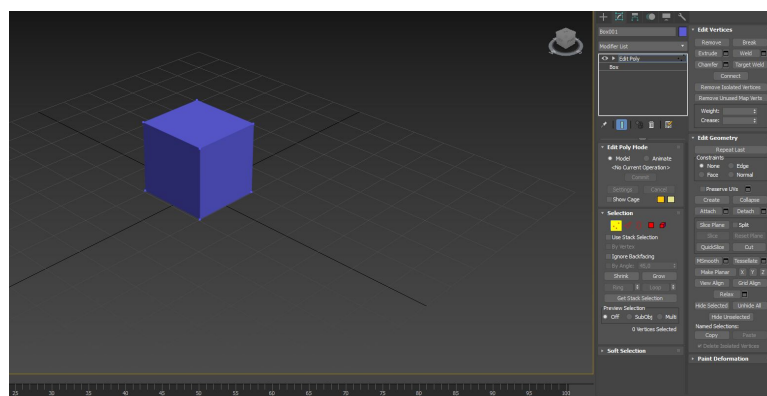 Box001
Modifier List
Edit Poly
Box
Edit Poly Mode
Model Animate
<No Current Operation>
Commit
Settings Cancel
Show Cage
Selection
Use Stack Selection
By Vertex
Ignore Backfacing
By Angle: 45.0
Shrink Grow
Ring Loop
Get Stack Selection
Preview Selection
Off SubObj Multi
0 Vertices Selected
Soft Selection
Edit Vertices
Remove Break
Extrude Weld
Chamfer Target Weld
Connect
Remove Isolated Vertices
Remove Unused Map Verts
Weight:
Crease:
Edit Geometry
Repeat Last
Constraints
None Edge
Face Normal
Preserve UVs
Create Collapse
Attach Detach
Slice Plane Split
Slice Reset Plane
QuickSlice Cut
MSmooth Tessellate
Make Planar X Y Z
View Align Grid Align
Relax
Hide Selected Unhide All
Hide Unselected
Named Selections:
Copy Paste
Delete Isolated Vertices
Paint Deformation
25 30 35 40 45 50 55 60 65 70 75 80 85 90 95 100